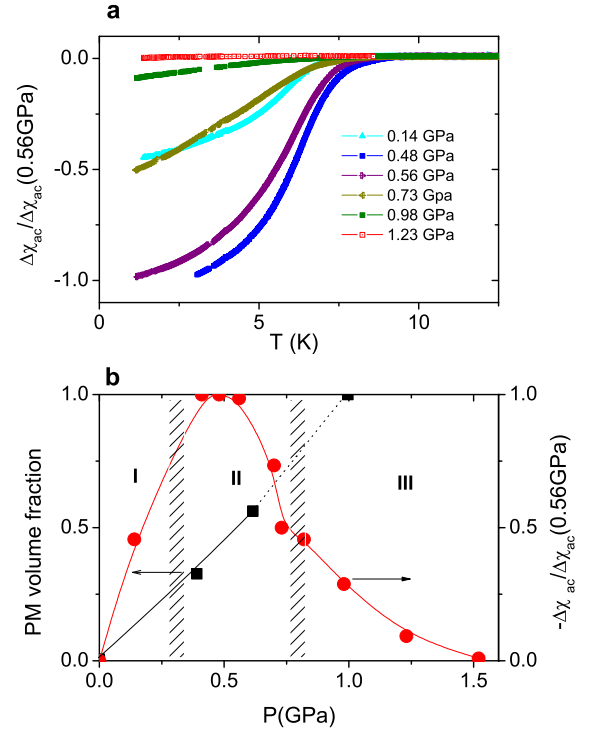 a
Δχac/Δχac(0.56GPa)
0.0
-0.5
-1.0
0.14 GPa
0.48 GPa
0.56 GPa
0.73 Gpa
0.98 GPa
1.23 GPa
0 5 10
T (K)
b
PM volume fraction
1.0
0.5
0.0
I II III
1.0
0.5
0.0
-Δχ ac/Δχac(0.56GPa)
0.0 0.5 1.0 1.5
P(GPa)